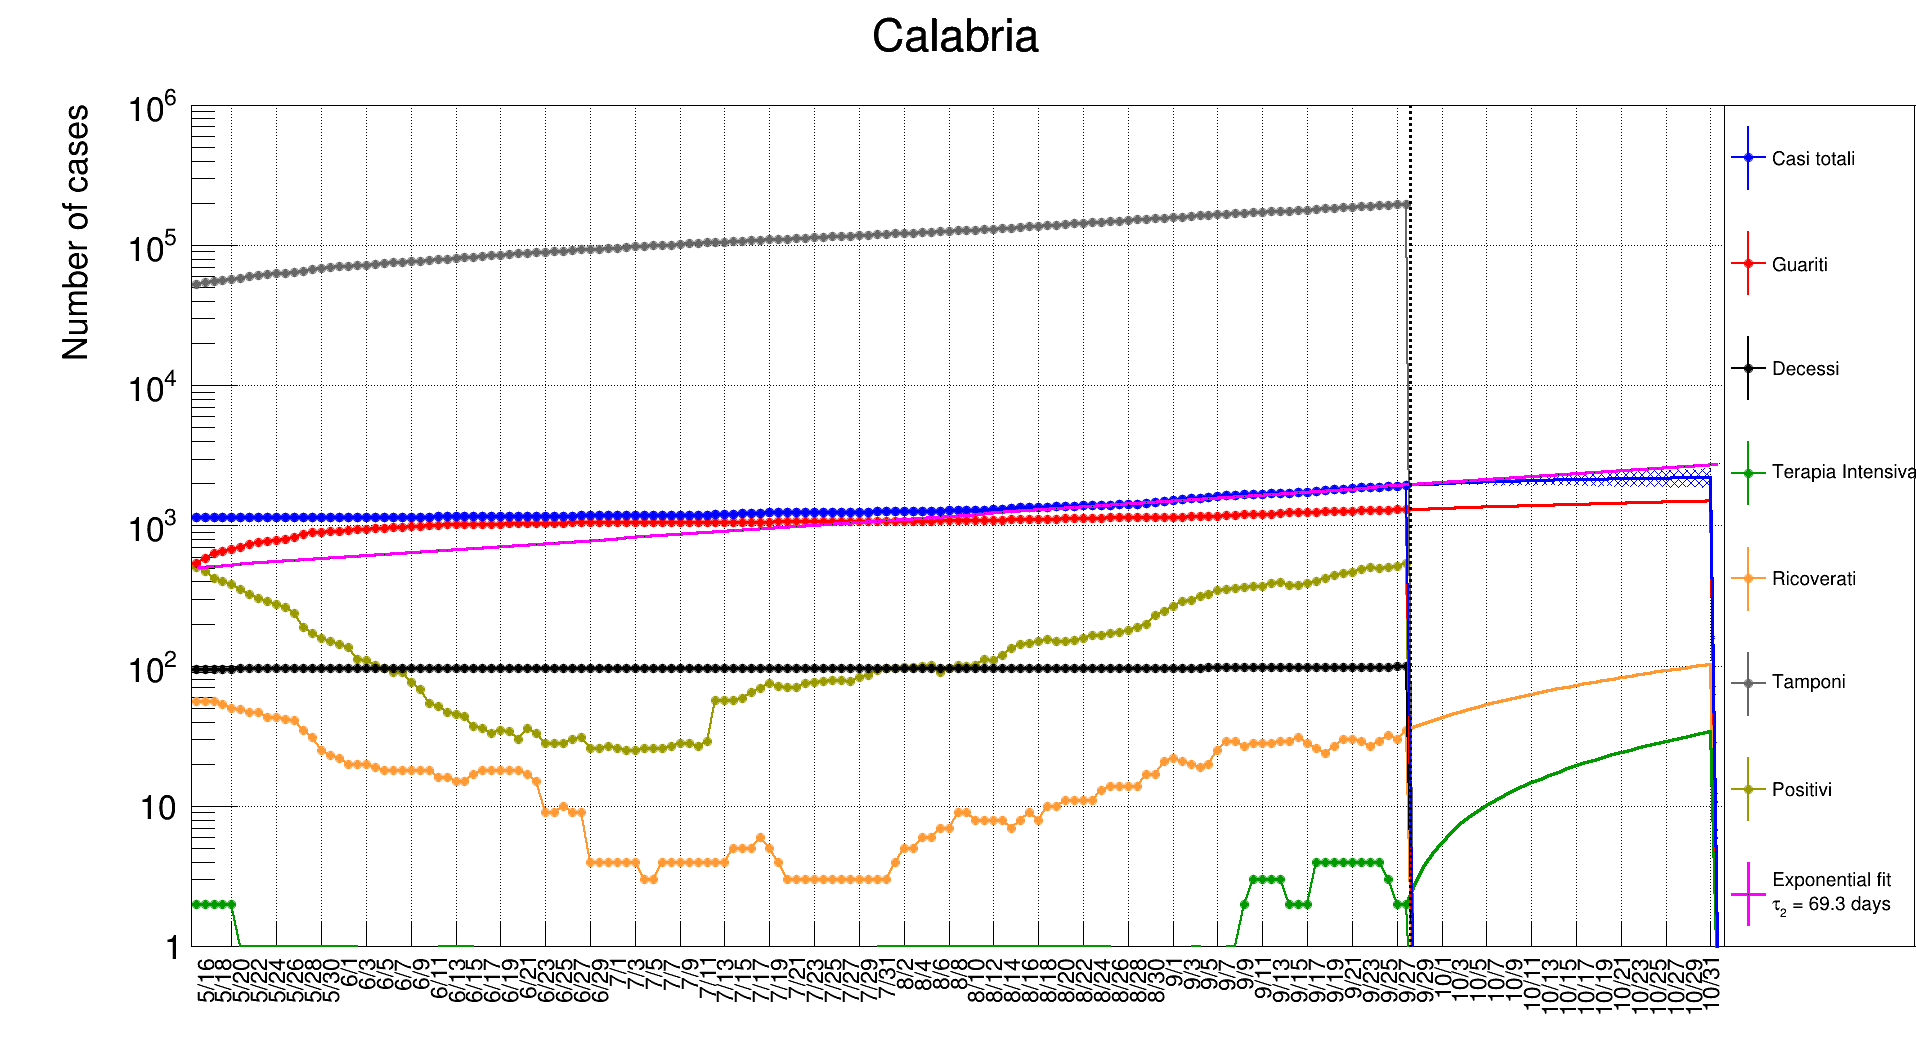 Calabria
Number of cases
10^6
10^5
10^4
10^3
10^2
10
1
5/16 5/18 5/20 5/22 5/24 5/26 5/28 5/30 6/1 6/3 6/5 6/7 6/9 6/11 6/13 6/15 6/17 6/19 6/21 6/23 6/25 6/27 6/29 7/1 7/3 7/5 7/7 7/9 7/11 7/13 7/15 7/17 7/19 7/21 7/23 7/25 7/27 7/29 7/31 8/2 8/4 8/6 8/8 8/10 8/12 8/14 8/16 8/18 8/20 8/22 8/24 8/26 8/28 8/30 9/1 9/3 9/5 9/7 9/9 9/11 9/13 9/15 9/17 9/19 9/21 9/23 9/25 9/27 9/29 10/1 10/3 10/5 10/7 10/9 10/11 10/13 10/15 10/17 10/19 10/21 10/23 10/25 10/27 10/29 10/31
Casi totali
Guariti
Decessi
Terapia Intensiva
Ricoverati
Tamponi
Positivi
Exponential fit
τ₂ = 69.3 days